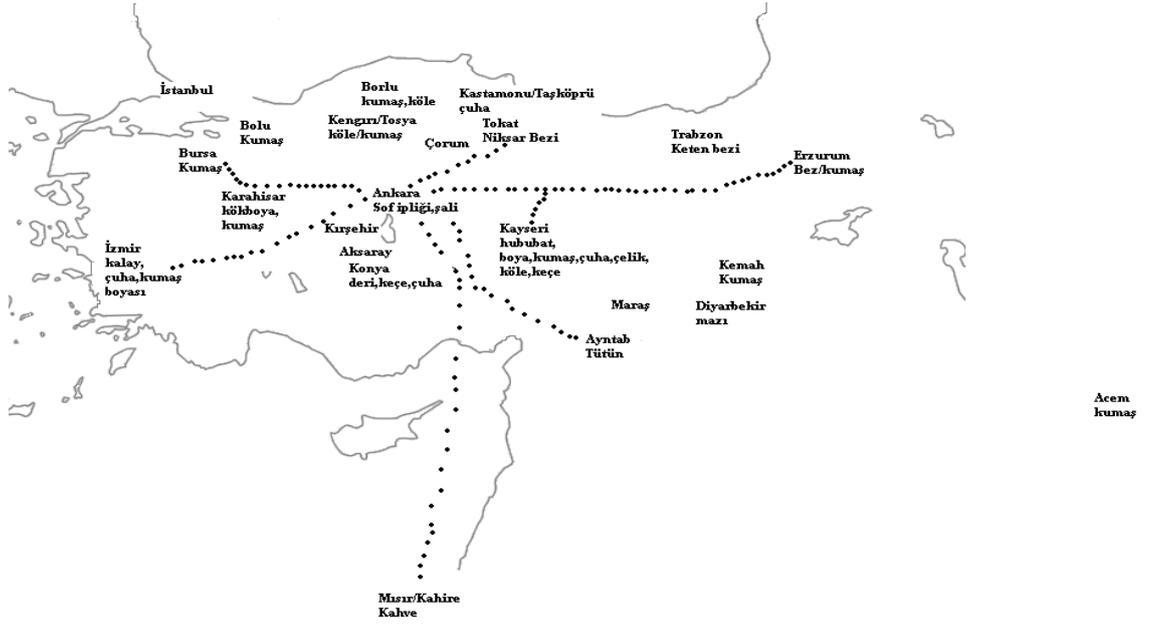 İstanbul
Borlu
kumaş,köle
Kastamonu/Taşköprü
çuha
Kengırı/Tosya
köle/kumaş
Tokat
Niksar Bezi
Bolu
Kumaş
Çorum
Trabzon
Keten bezi
Bursa
Kumaş
Erzurum
Bez/kumaş
Ankara
Sof ipliği,şali
Karahisar
kökboya,
kumaş
Kırşehir
Kayseri
hububat,
boya,kumaş,çuha,çelik,
köle,keçe
İzmir
kalay,
çuha,kumaş
boyası
Aksaray
Konya
deri,keçe,çuha
Kemah
Kumaş
Maraş
Diyarbekir
mazı
Ayntab
Tütün
Acem
kumaş
Mısır/Kahire
Kahve